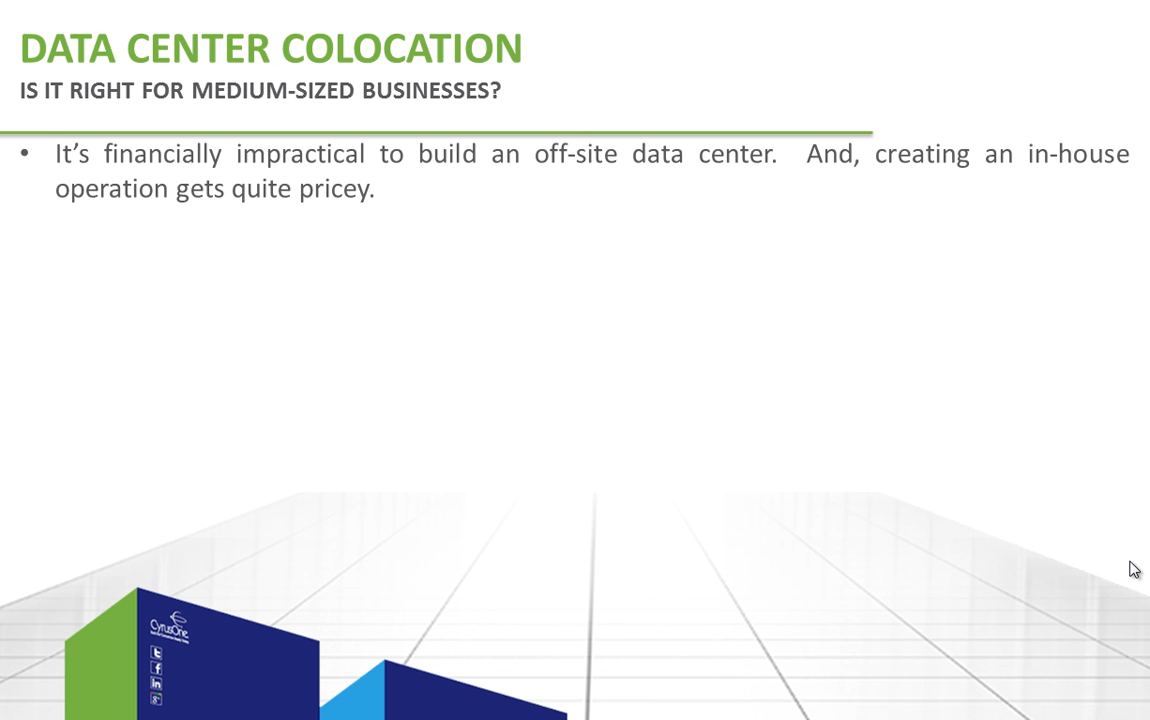 DATA CENTER COLOCATION
IS IT RIGHT FOR MEDIUM-SIZED BUSINESSES?
• It’s financially impractical to build an off-site data center.  And, creating an in-house
operation gets quite pricey.
CyrusOne